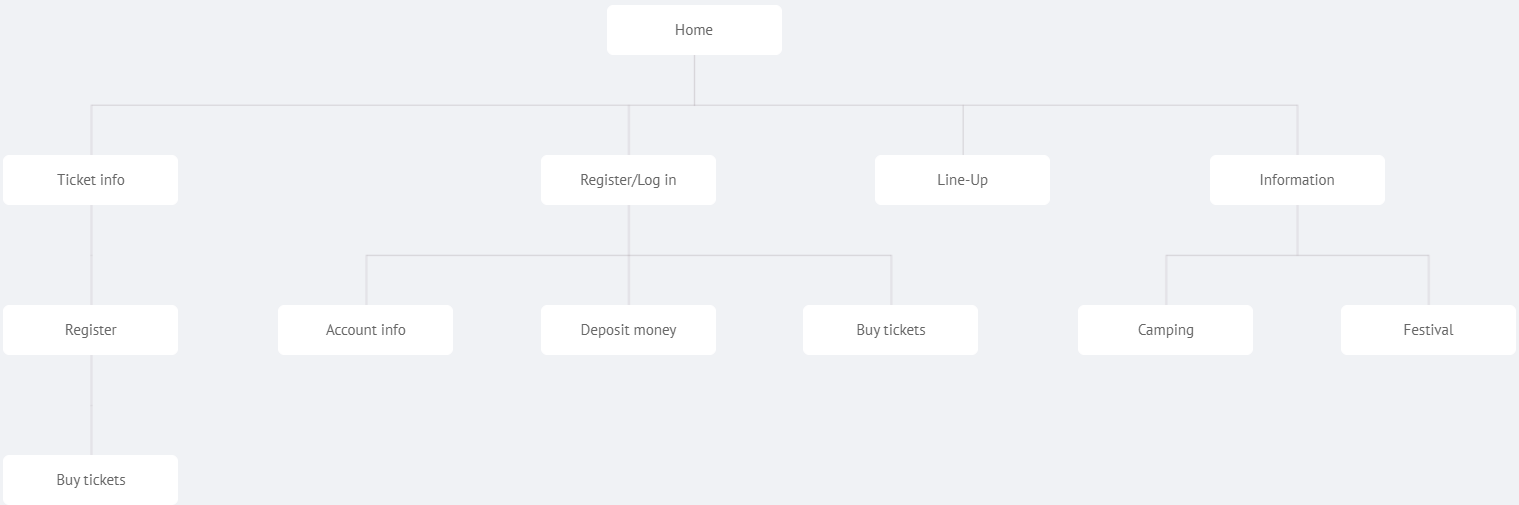 Home
Ticket info
Register/Log in
Line-Up
Information
Register
Account info
Deposit money
Buy tickets
Camping
Festival
Buy tickets